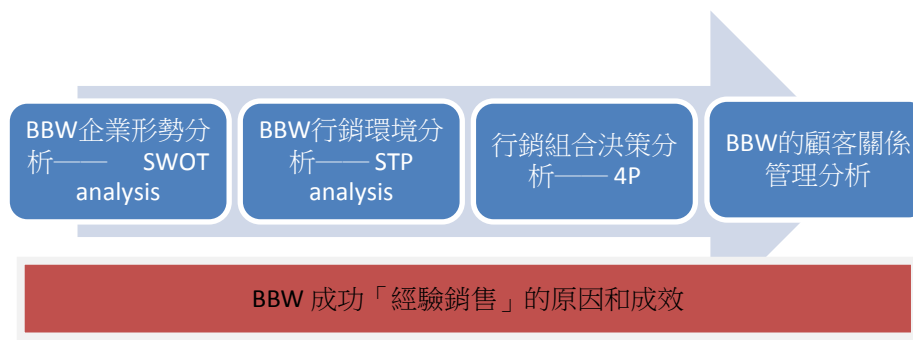 BBW企業形勢分
析—— SWOT
analysis
BBW行銷環境分
析—— STP
analysis
行銷組合決策分
析—— 4P
BBW的顧客關係
管理分析
BBW 成功「經驗銷售」的原因和成效